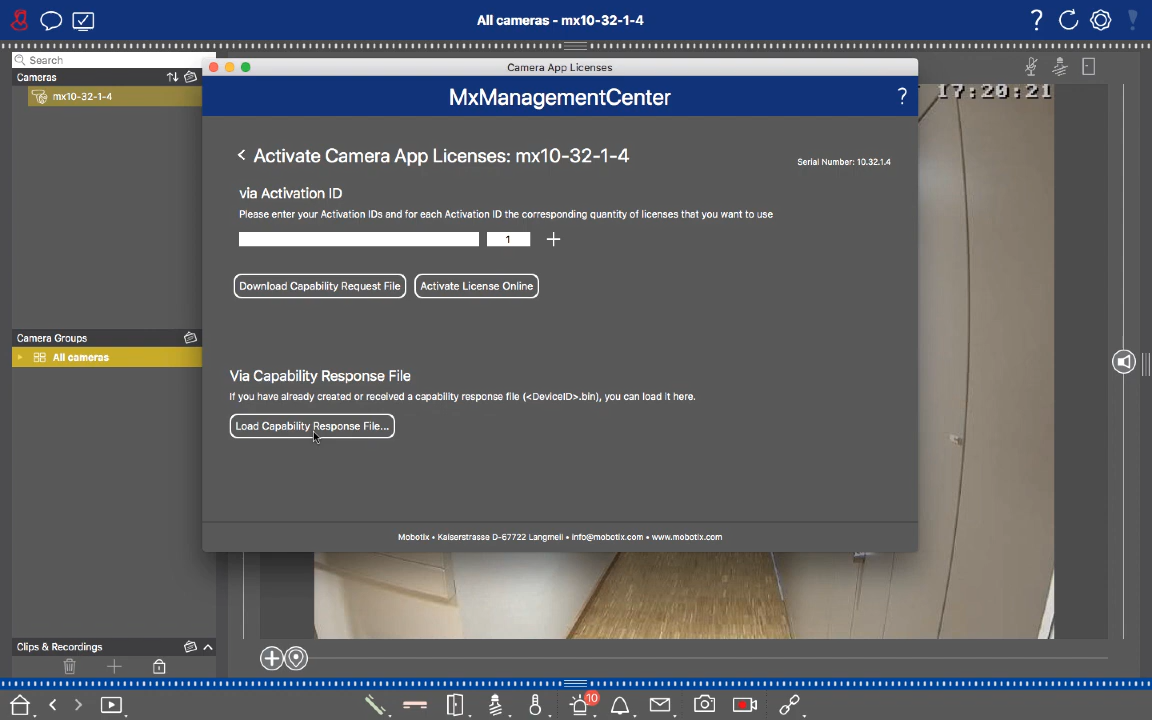 All cameras - mx10-32-1-4
?
Search
Cameras
mx10-32-1-4
Camera App Licenses
MxManagementCenter
?
17:20:21
< Activate Camera App Licenses: mx10-32-1-4
Serial Number: 10.32.1.4
via Activation ID
Please enter your Activation IDs and for each Activation ID the corresponding quantity of licenses that you want to use
1
Download Capability Request File
Activate License Online
Camera Groups
All cameras
Via Capability Response File
If you have already created or received a capability response file (<DeviceID>.bin), you can load it here.
Load Capability Response File...
Mobotix • Kaiserstrasse D-67722 Langmeil • info@mobotix.com • www.mobotix.com
Clips & Recordings
10